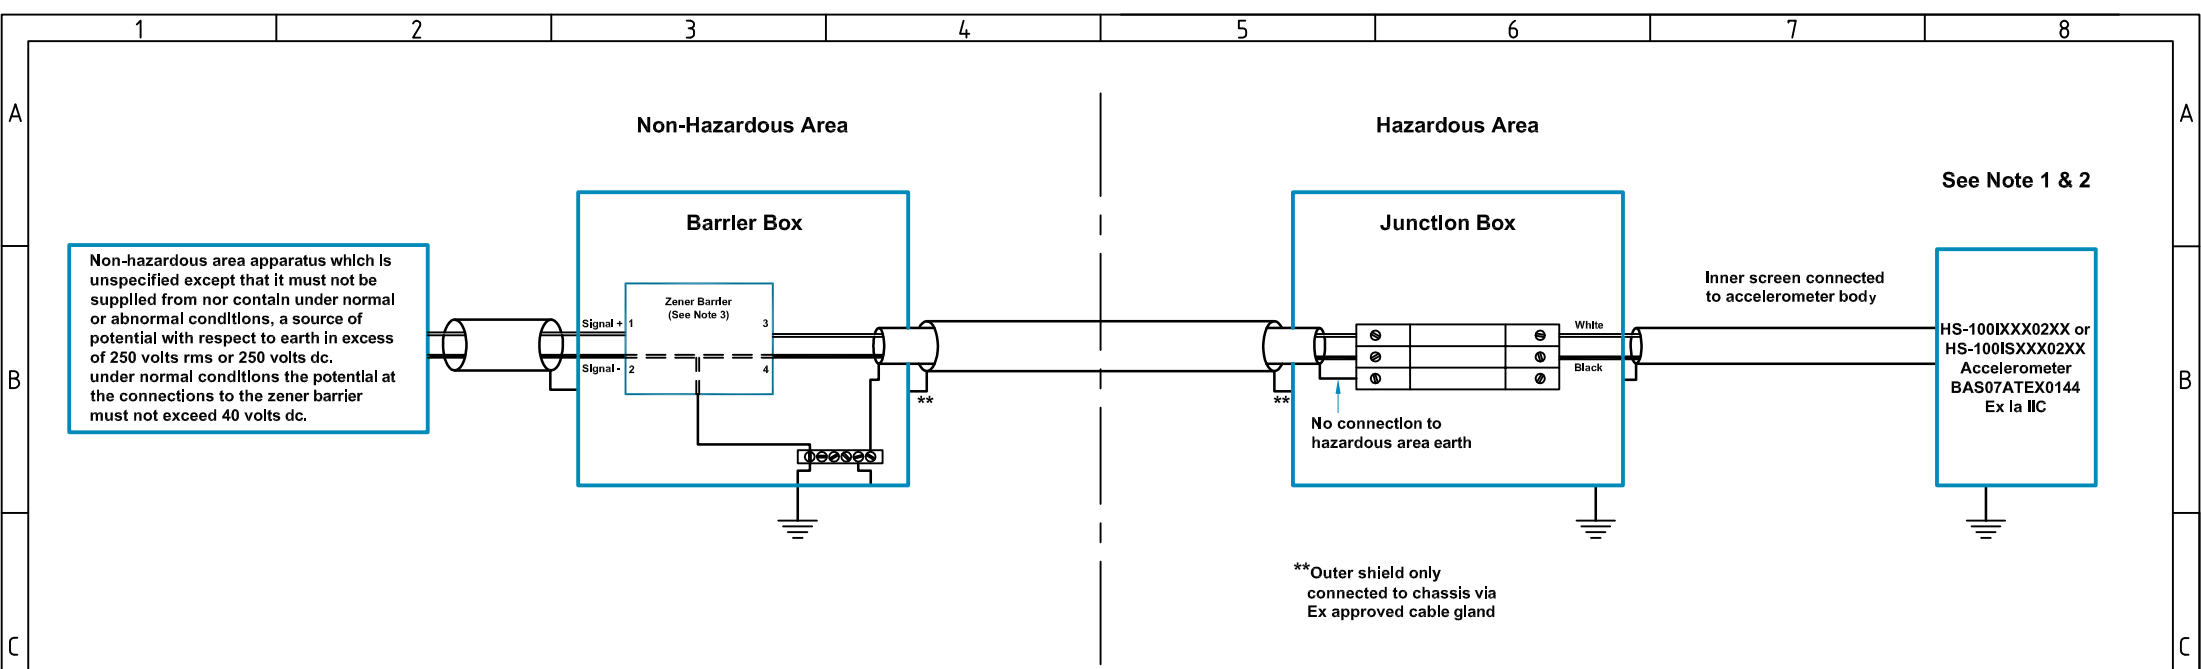 1 2 3 4 5 6 7 8
A A
Non-Hazardous Area
Hazardous Area
See Note 1 & 2
Barrier Box
Junction Box
Non-hazardous area apparatus which is
unspecified except that it must not be
supplied from nor contain under normal
or abnormal conditions, a source of
potential with respect to earth in excess
of 250 volts rms or 250 volts dc.
under normal conditions the potential at
the connections to the zener barrier
must not exceed 40 volts dc.
Zener Barrier
(See Note 3)
Signal + 1
3
Signal - 2
4
**
**
White
Black
No connection to
hazardous area earth
Inner screen connected
to accelerometer body
HS-100IXXX02XX or
HS-100ISXXX02XX
Accelerometer
BAS07ATEX0144
Ex ia IIC
B B
**Outer shield only
connected to chassis via
Ex approved cable gland
C C